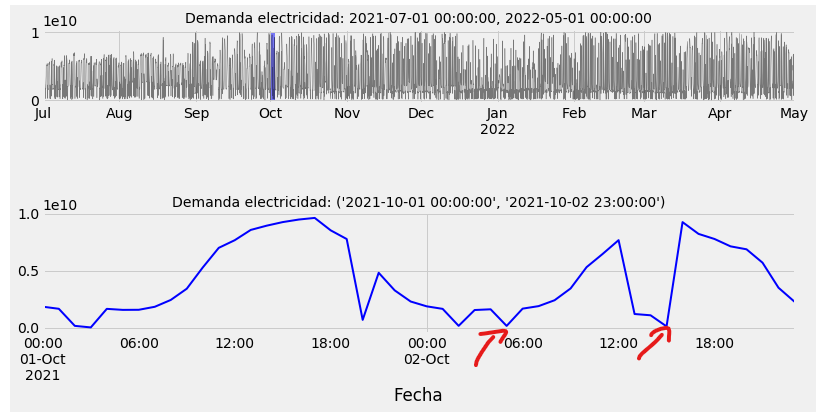 Demanda electricidad: 2021-07-01 00:00:00, 2022-05-01 00:00:00
1e10
1
0
Jul Aug Sep Oct Nov Dec Jan Feb Mar Apr May
2022
Demanda electricidad: ('2021-10-01 00:00:00', '2021-10-02 23:00:00')
1e10
1.0
0.5
0.0
00:00 06:00 12:00 18:00 00:00 06:00 12:00 18:00
01-Oct 02-Oct
2021
Fecha